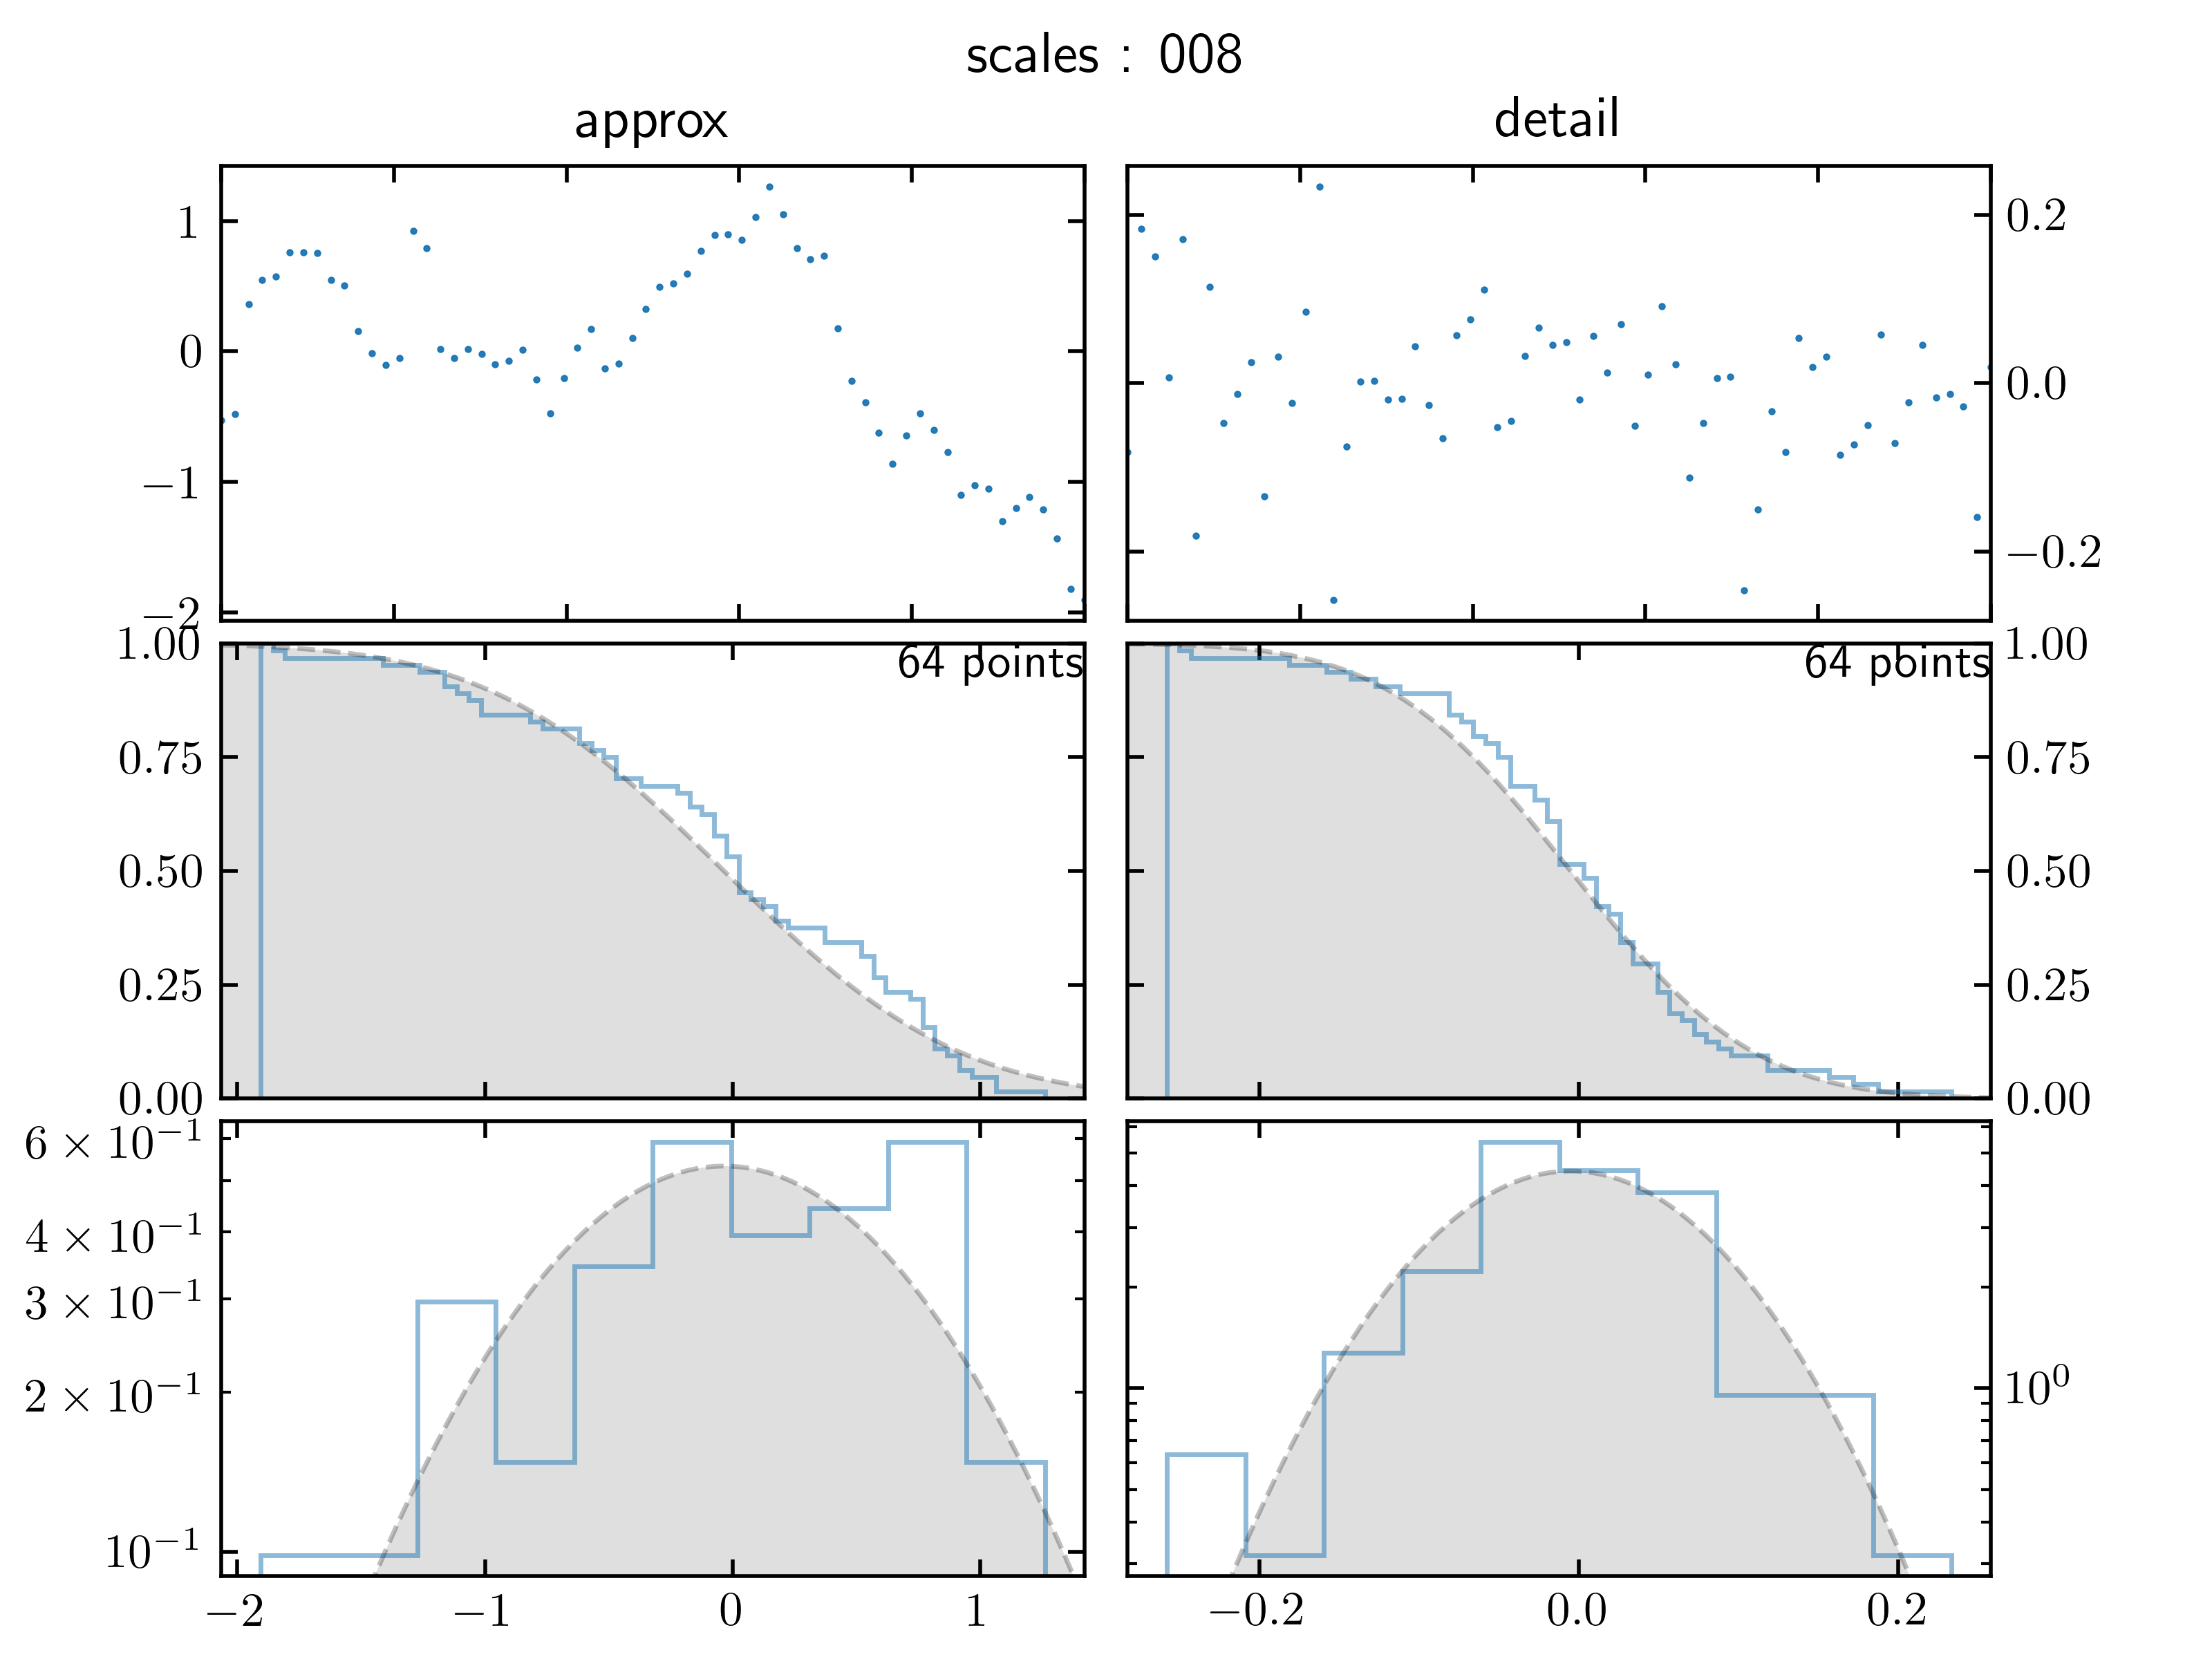 scales : 008
approx
detail
1
0
−1
−2
0.2
0.0
−0.2
1.00
0.75
0.50
0.25
0.00
64 points
64 points
1.00
0.75
0.50
0.25
0.00
6 × 10⁻¹
4 × 10⁻¹
3 × 10⁻¹
2 × 10⁻¹
10⁻¹
10⁰
−2 −1 0 1
−0.2 0.0 0.2